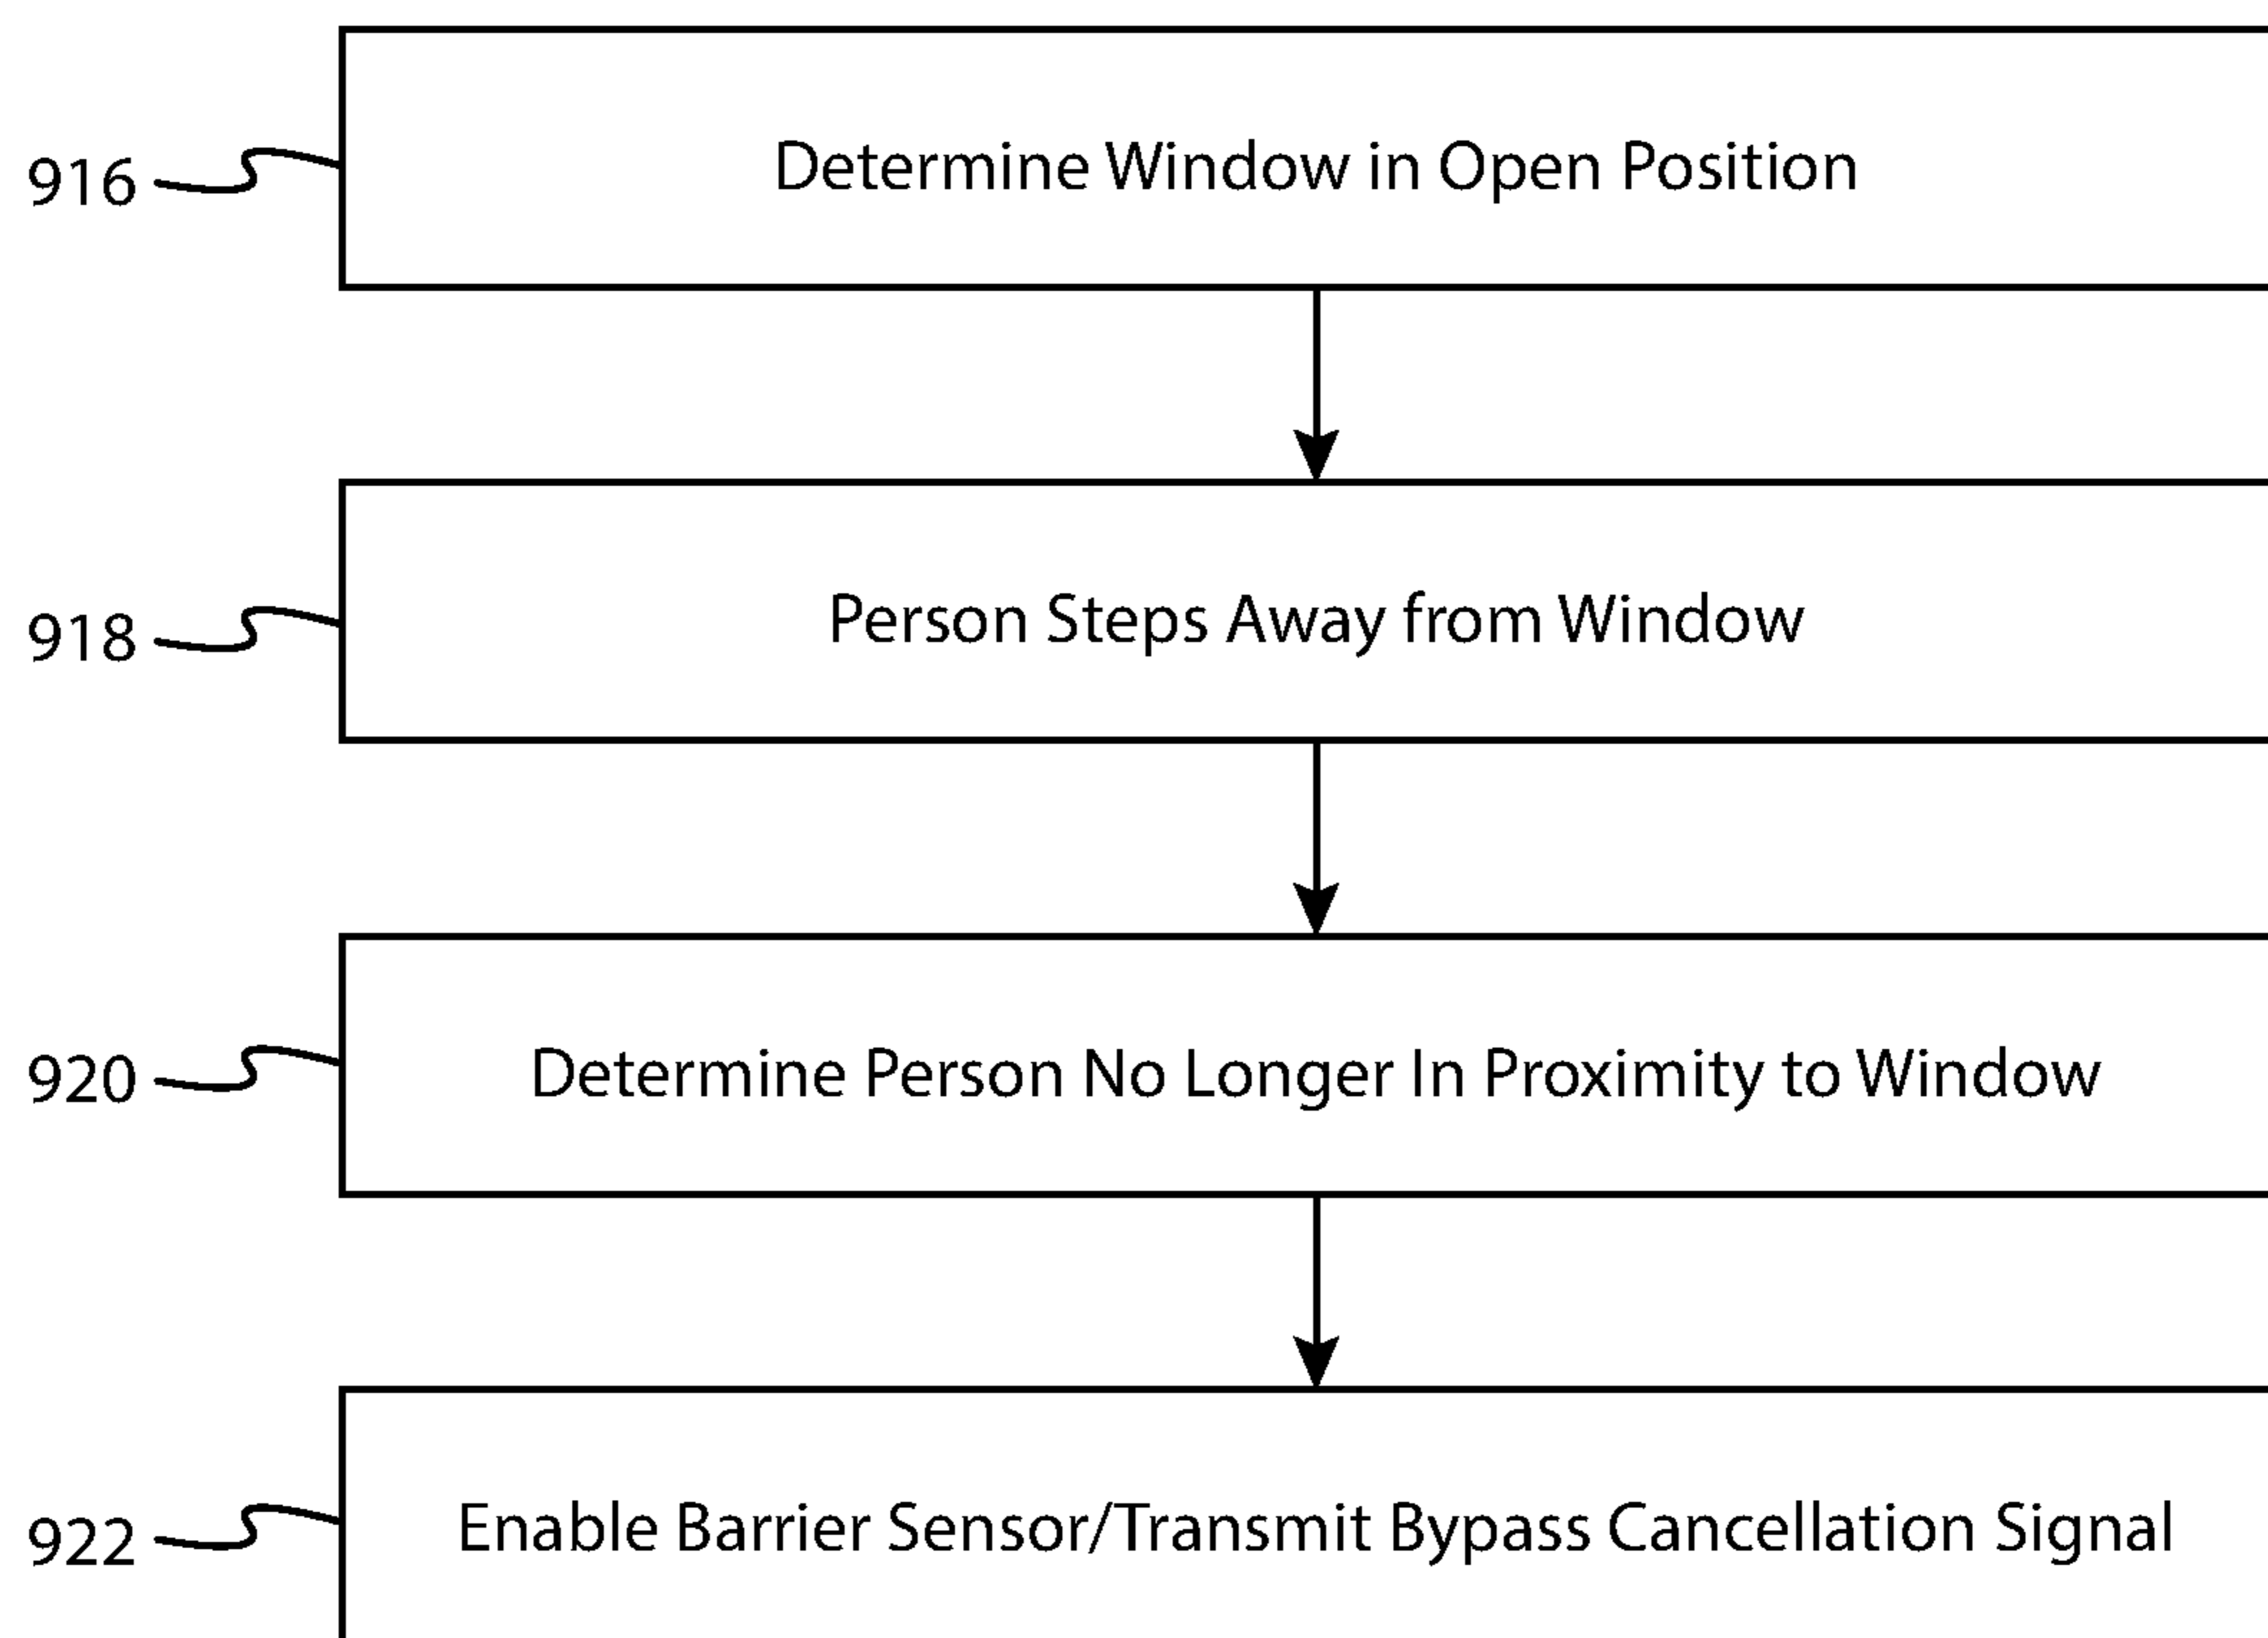 916
Determine Window in Open Position
918
Person Steps Away from Window
920
Determine Person No Longer In Proximity to Window
922
Enable Barrier Sensor/Transmit Bypass Cancellation Signal